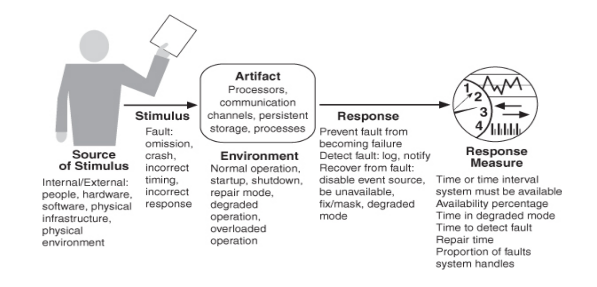 Source
of Stimulus
Internal/External:
people, hardware,
software, physical
infrastructure,
physical
environment
Stimulus
Fault:
omission,
crash,
incorrect
timing,
incorrect
response
Artifact
Processors,
communication
channels, persistent
storage, processes
Environment
Normal operation,
startup, shutdown,
repair mode,
degraded
operation,
overloaded
operation
Response
Prevent fault from
becoming failure
Detect fault: log, notify
Recover from fault:
disable event source,
be unavailable,
fix/mask, degraded
mode
1
2
3
4
Response
Measure
Time or time interval
system must be available
Availability percentage
Time in degraded mode
Time to detect fault
Repair time
Proportion of faults
system handles